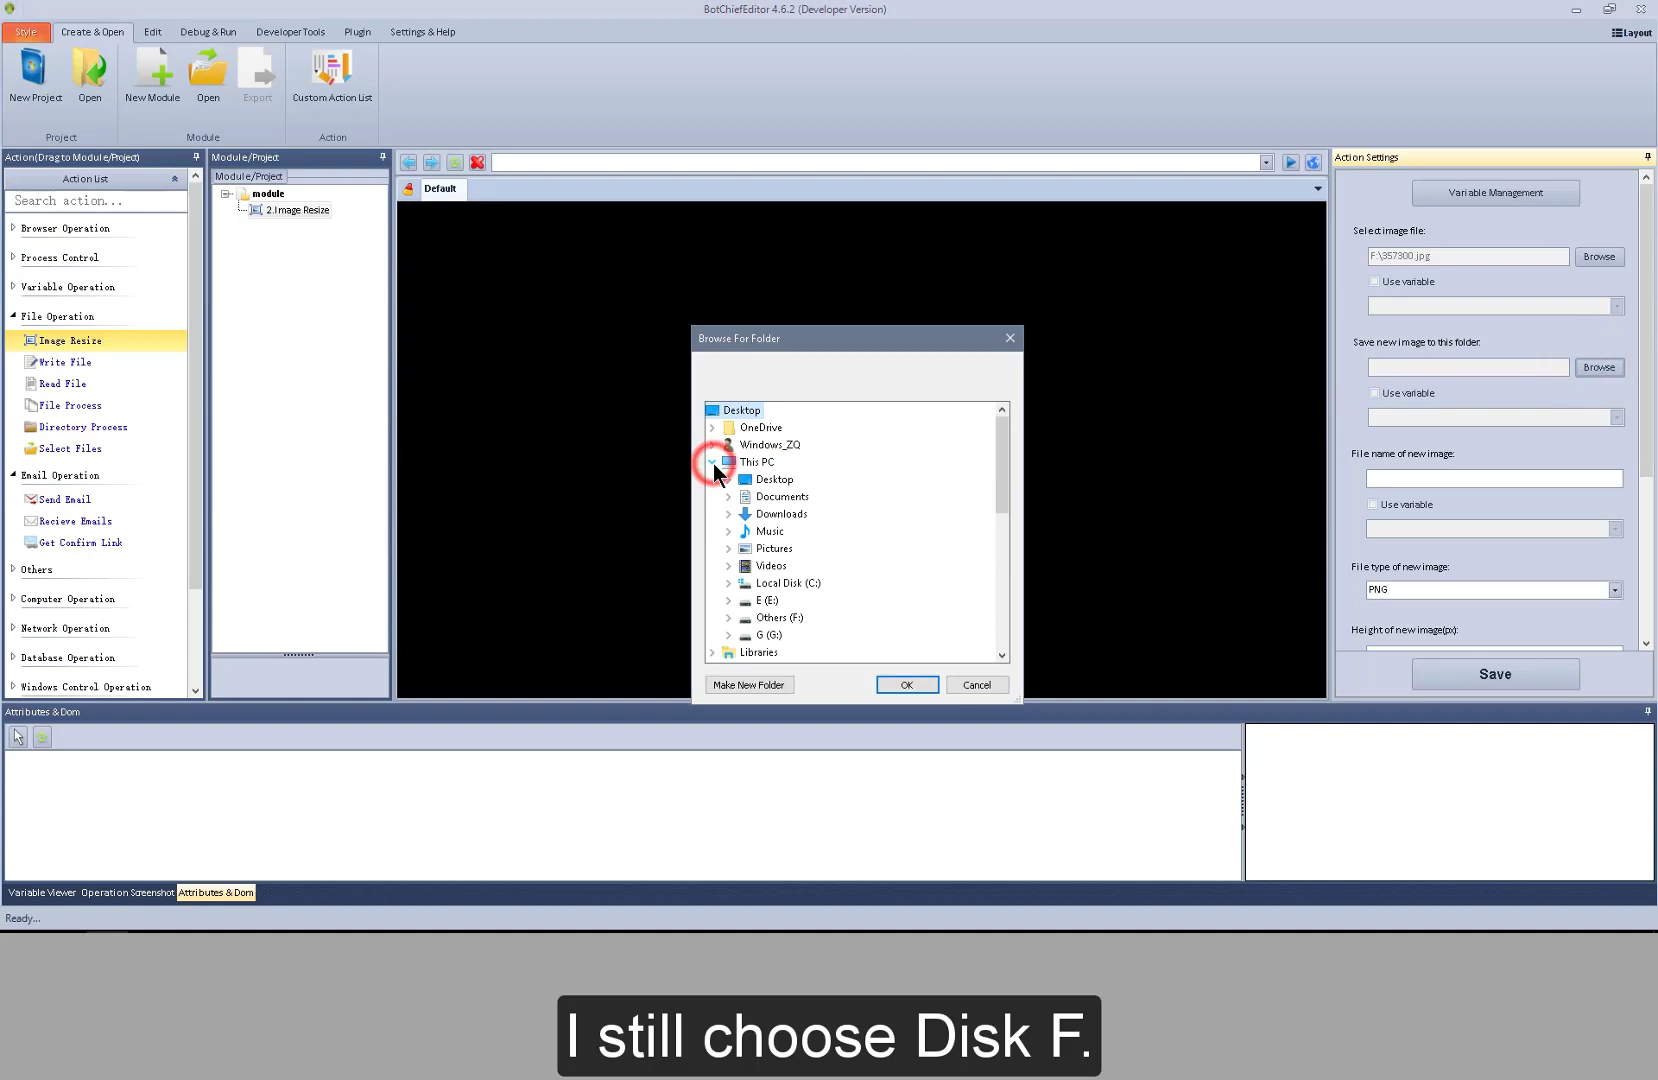 BotChiefEditor 4.6.2 (Developer Version)
Style Create & Open Edit Debug & Run Developer Tools Plugin Settings & Help Layout
New Project Open New Module Open Export Custom Action List
Project Module Action
Action(Drag to Module/Project) Module/Project Action Settings
Action List
Search action...
Browser Operation
Process Control
Variable Operation
File Operation
Image Resize
Write File
Read File
File Process
Directory Process
Select Files
Email Operation
Send Email
Recieve Emails
Get Confirm Link
Others
Computer Operation
Network Operation
Database Operation
Windows Control Operation
Module/Project
module
2.Image Resize
Default
Browse For Folder
Desktop
OneDrive
Windows_ZQ
This PC
Desktop
Documents
Downloads
Music
Pictures
Videos
Local Disk (C:)
E (E:)
Others (F:)
G (G:)
Libraries
Make New Folder OK Cancel
Variable Management
Select image file:
F:\357300.jpg Browse
Use variable
Save new image to this folder:
Browse
Use variable
File name of new image:
Use variable
File type of new image:
PNG
Height of new image(px):
Save
Attributes & Dom
Variable Viewer Operation Screenshot Attributes & Dom
Ready...
I still choose Disk F.